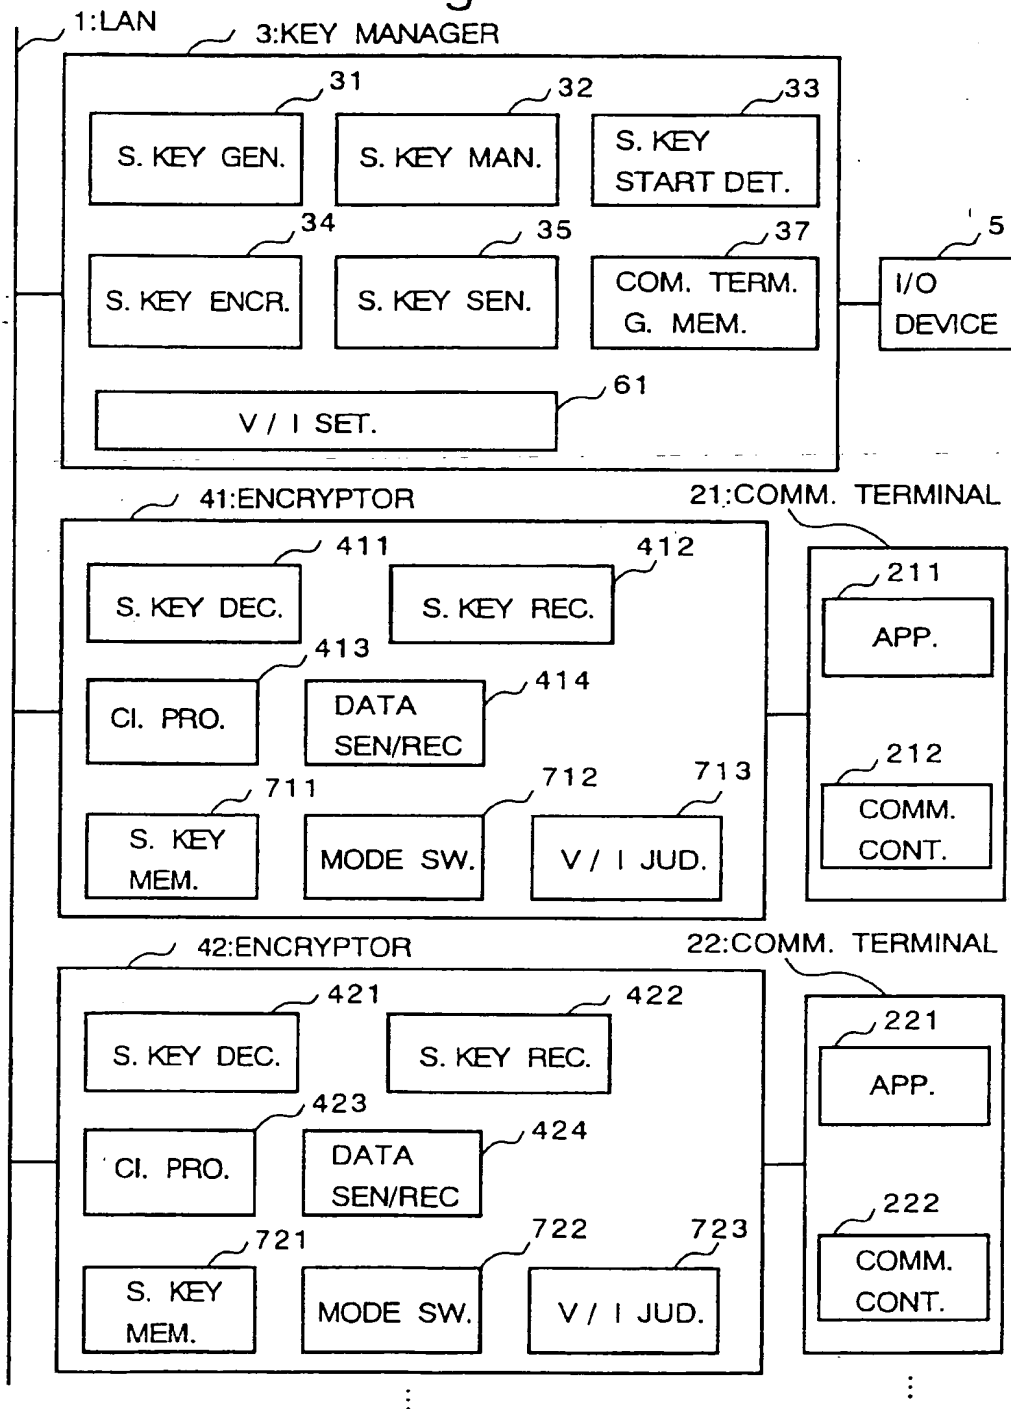 1:LAN
3:KEY MANAGER
31
32
33
S. KEY GEN.
S. KEY MAN.
S. KEY
START DET.
34
35
37
5
S. KEY ENCR.
S. KEY SEN.
COM. TERM.
G. MEM.
I/O
DEVICE
61
V / I SET.
41:ENCRYPTOR
21:COMM. TERMINAL
411
412
211
S. KEY DEC.
S. KEY REC.
APP.
413
414
CI. PRO.
DATA
SEN/REC
212
711
712
713
S. KEY
MEM.
MODE SW.
V / I JUD.
COMM.
CONT.
42:ENCRYPTOR
22:COMM. TERMINAL
421
422
221
S. KEY DEC.
S. KEY REC.
APP.
423
424
CI. PRO.
DATA
SEN/REC
222
721
722
723
S. KEY
MEM.
MODE SW.
V / I JUD.
COMM.
CONT.